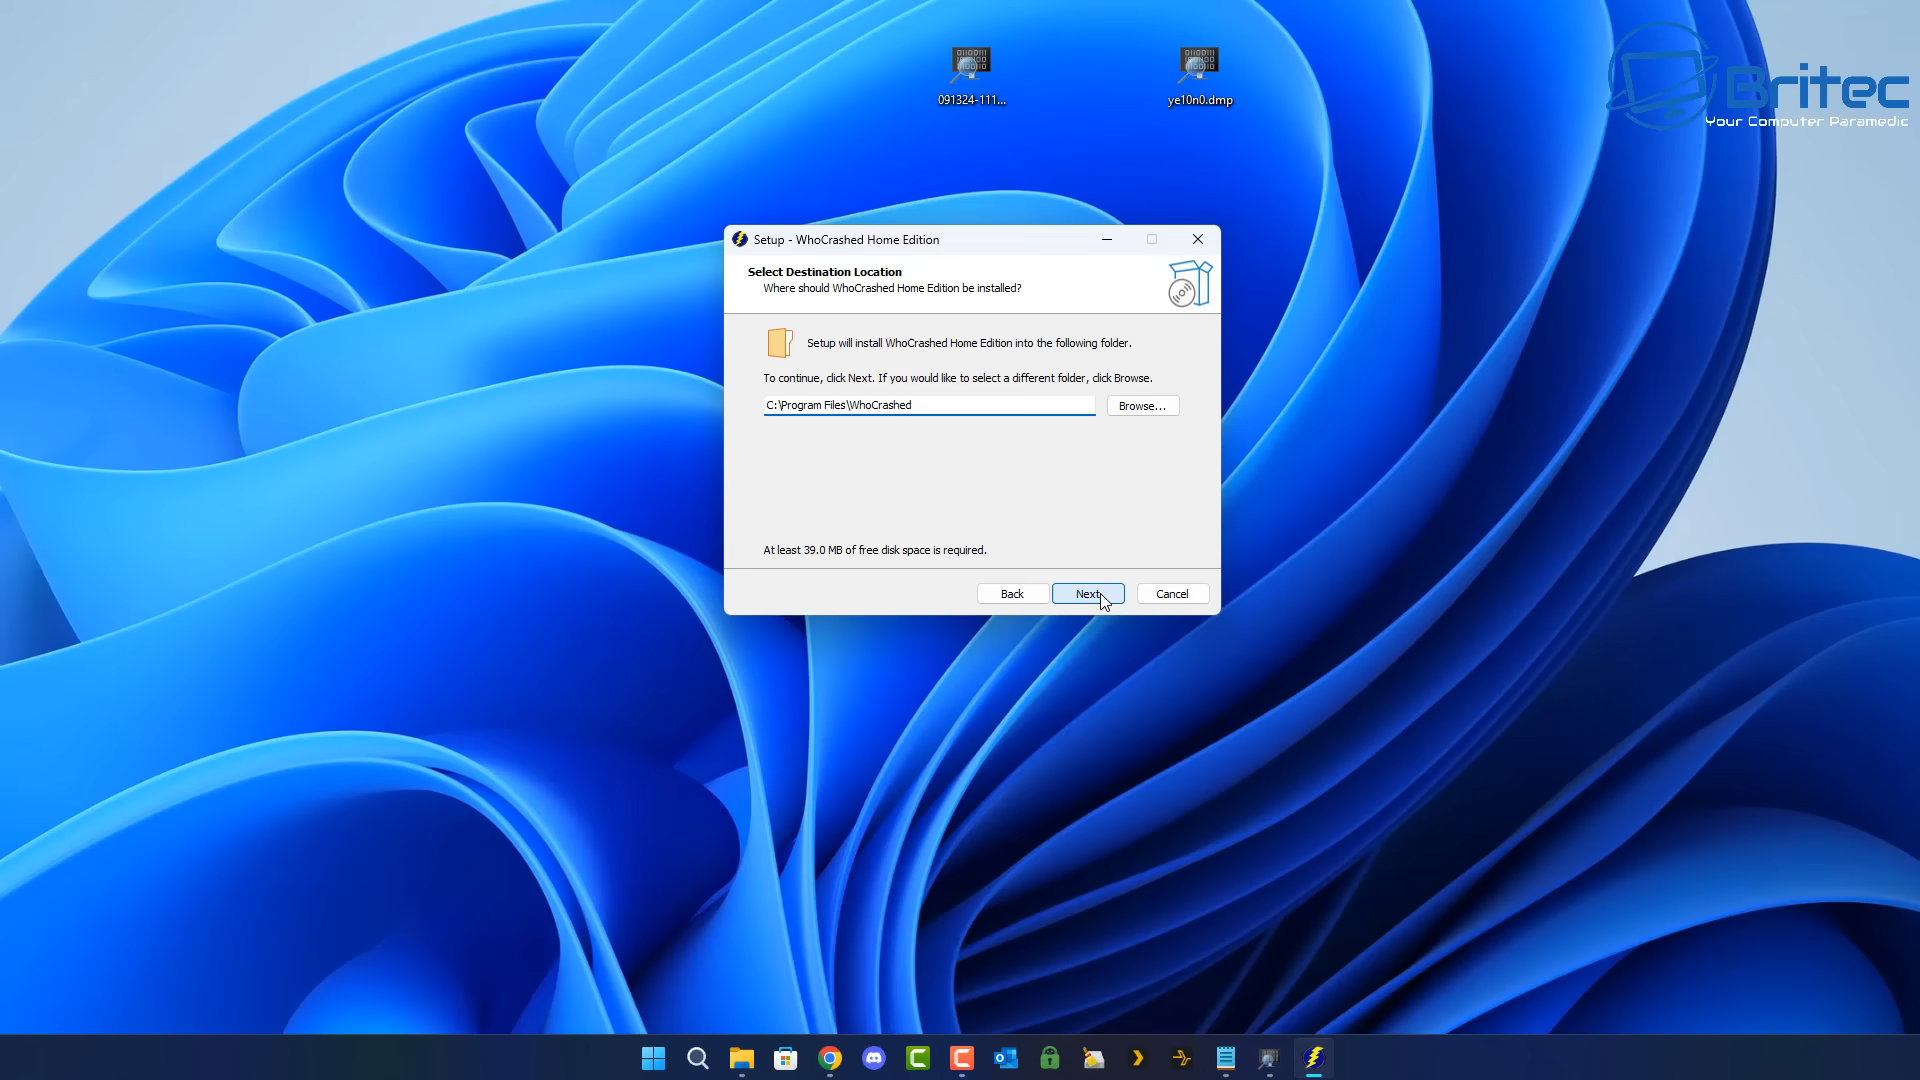 091324-111...
ye10n0.dmp
Britec
Your Computer Paramedic
Setup - WhoCrashed Home Edition
Select Destination Location
Where should WhoCrashed Home Edition be installed?
Setup will install WhoCrashed Home Edition into the following folder.
To continue, click Next. If you would like to select a different folder, click Browse.
C:\Program Files\WhoCrashed
Browse...
At least 39.0 MB of free disk space is required.
Back
Next
Cancel